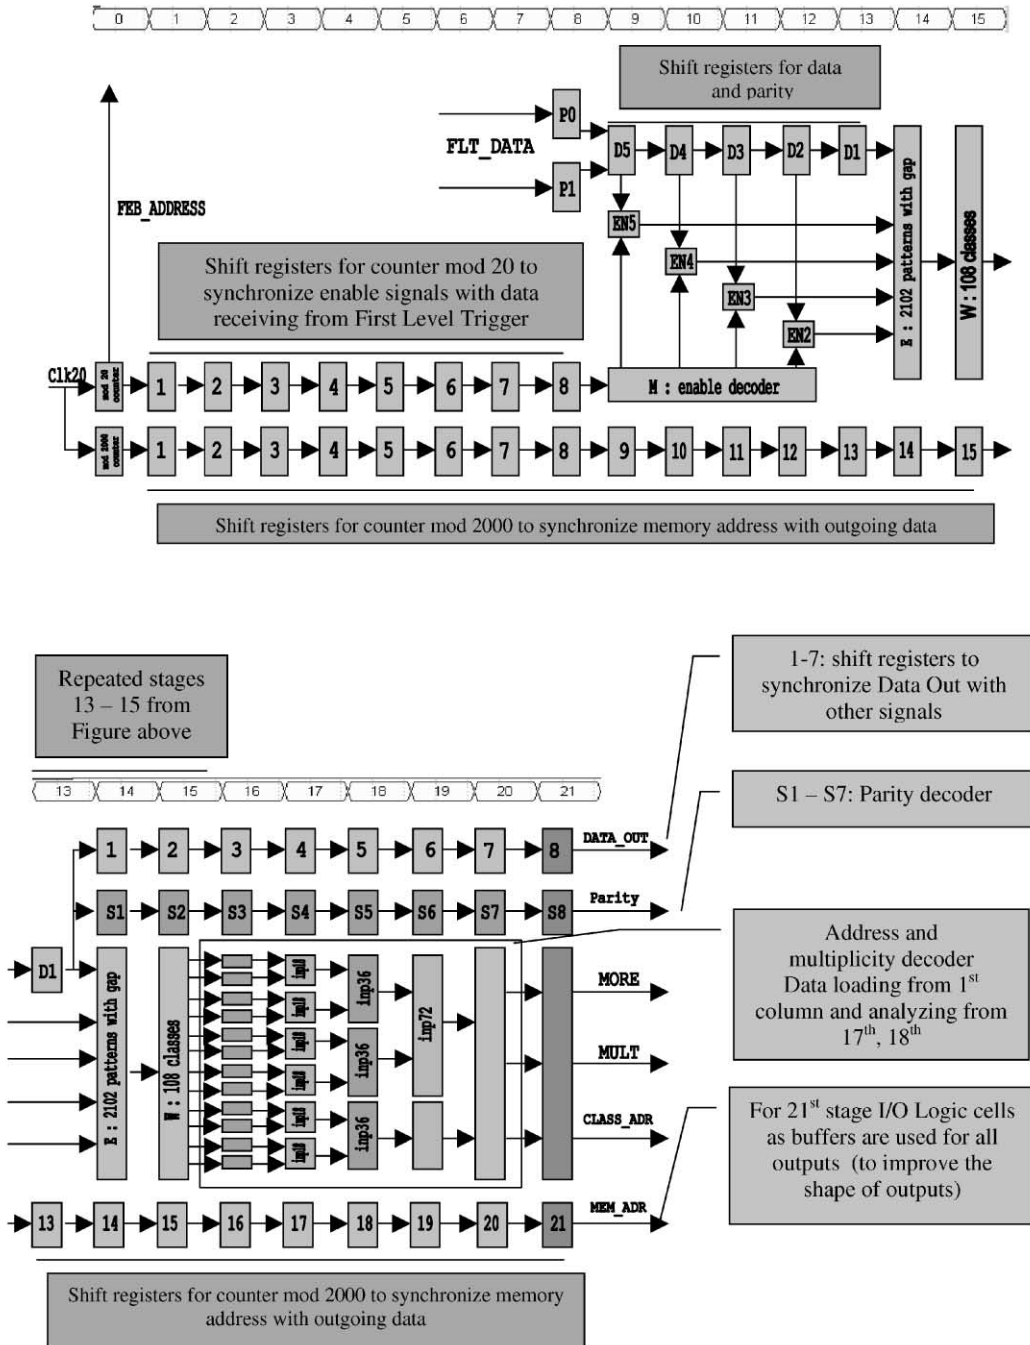 0 1 2 3 4 5 6 7 8 9 10 11 12 13 14 15
Shift registers for data
and parity
P0
FLT_DATA
D5 D4 D3 D2 D1
P1
FEB_ADDRESS
EN5
EN4
EN3
EN2
E : 2102 patterns with gap
W : 108 classes
Shift registers for counter mod 20 to
synchronize enable signals with data
receiving from First Level Trigger
Clk20
mod 20
counter
1 2 3 4 5 6 7 8
M : enable decoder
mod 2000
counter
1 2 3 4 5 6 7 8 9 10 11 12 13 14 15
Shift registers for counter mod 2000 to synchronize memory address with outgoing data
Repeated stages
13 – 15 from
Figure above
1-7: shift registers to
synchronize Data Out with
other signals
13 14 15 16 17 18 19 20 21
S1 – S7: Parity decoder
1 2 3 4 5 6 7 8
DATA_OUT
S1 S2 S3 S4 S5 S6 S7 S8
Parity
D1
E : 2102 patterns with gap
W : 108 classes
inp18
inp18
inp18
inp18
inp18
inp18
inp36
inp36
inp36
inp72
MORE
MULT
CLASS_ADR
Address and
multiplicity decoder
Data loading from 1st
column and analyzing from
17th, 18th
For 21st stage I/O Logic cells
as buffers are used for all
outputs (to improve the
shape of outputs)
13 14 15 16 17 18 19 20 21
MEM_ADR
Shift registers for counter mod 2000 to synchronize memory
address with outgoing data